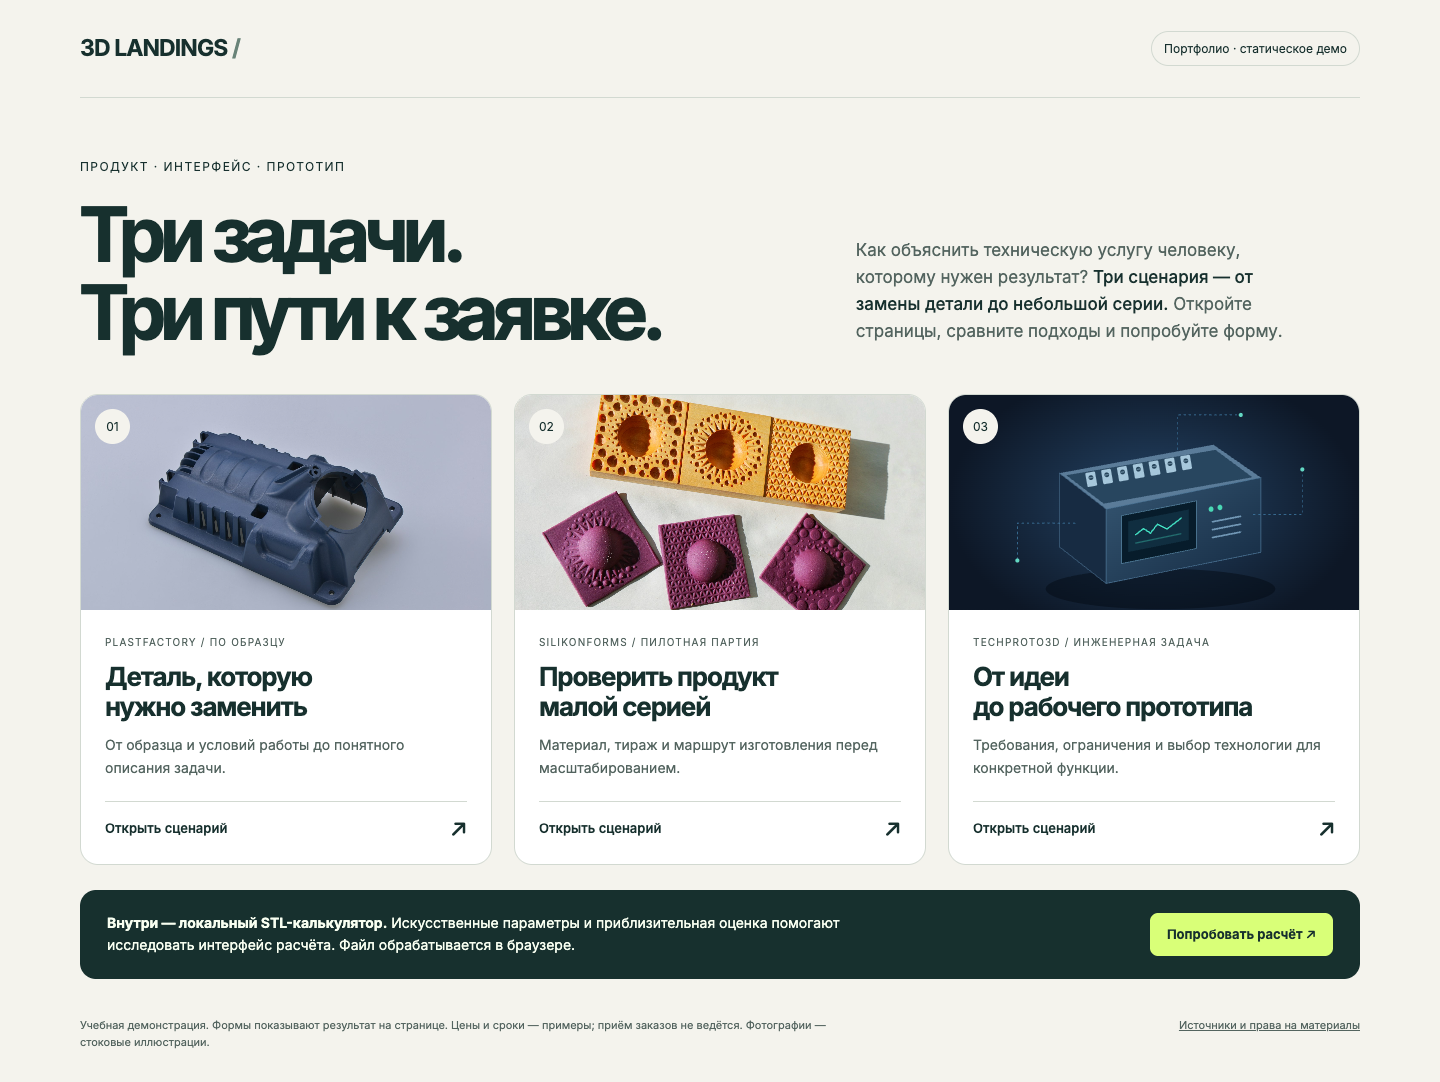 3D LANDINGS /
Портфолио · статическое демо
ПРОДУКТ · ИНТЕРФЕЙС · ПРОТОТИП
Три задачи.
Три пути к заявке.
Как объяснить техническую услугу человеку,
которому нужен результат? Три сценария — от
замены детали до небольшой серии. Откройте
страницы, сравните подходы и попробуйте форму.
01
PLASTFACTORY / ПО ОБРАЗЦУ
Деталь, которую
нужно заменить
От образца и условий работы до понятного
описания задачи.
Открыть сценарий
02
SILIKONFORMS / ПИЛОТНАЯ ПАРТИЯ
Проверить продукт
малой серией
Материал, тираж и маршрут изготовления перед
масштабированием.
Открыть сценарий
03
TECHPROTO3D / ИНЖЕНЕРНАЯ ЗАДАЧА
От идеи
до рабочего прототипа
Требования, ограничения и выбор технологии для
конкретной функции.
Открыть сценарий
Внутри — локальный STL-калькулятор. Искусственные параметры и приблизительная оценка помогают
исследовать интерфейс расчёта. Файл обрабатывается в браузере.
Попробовать расчёт ↗
Учебная демонстрация. Формы показывают результат на странице. Цены и сроки — примеры; приём заказов не ведётся. Фотографии —
стоковые иллюстрации.
Источники и права на материалы